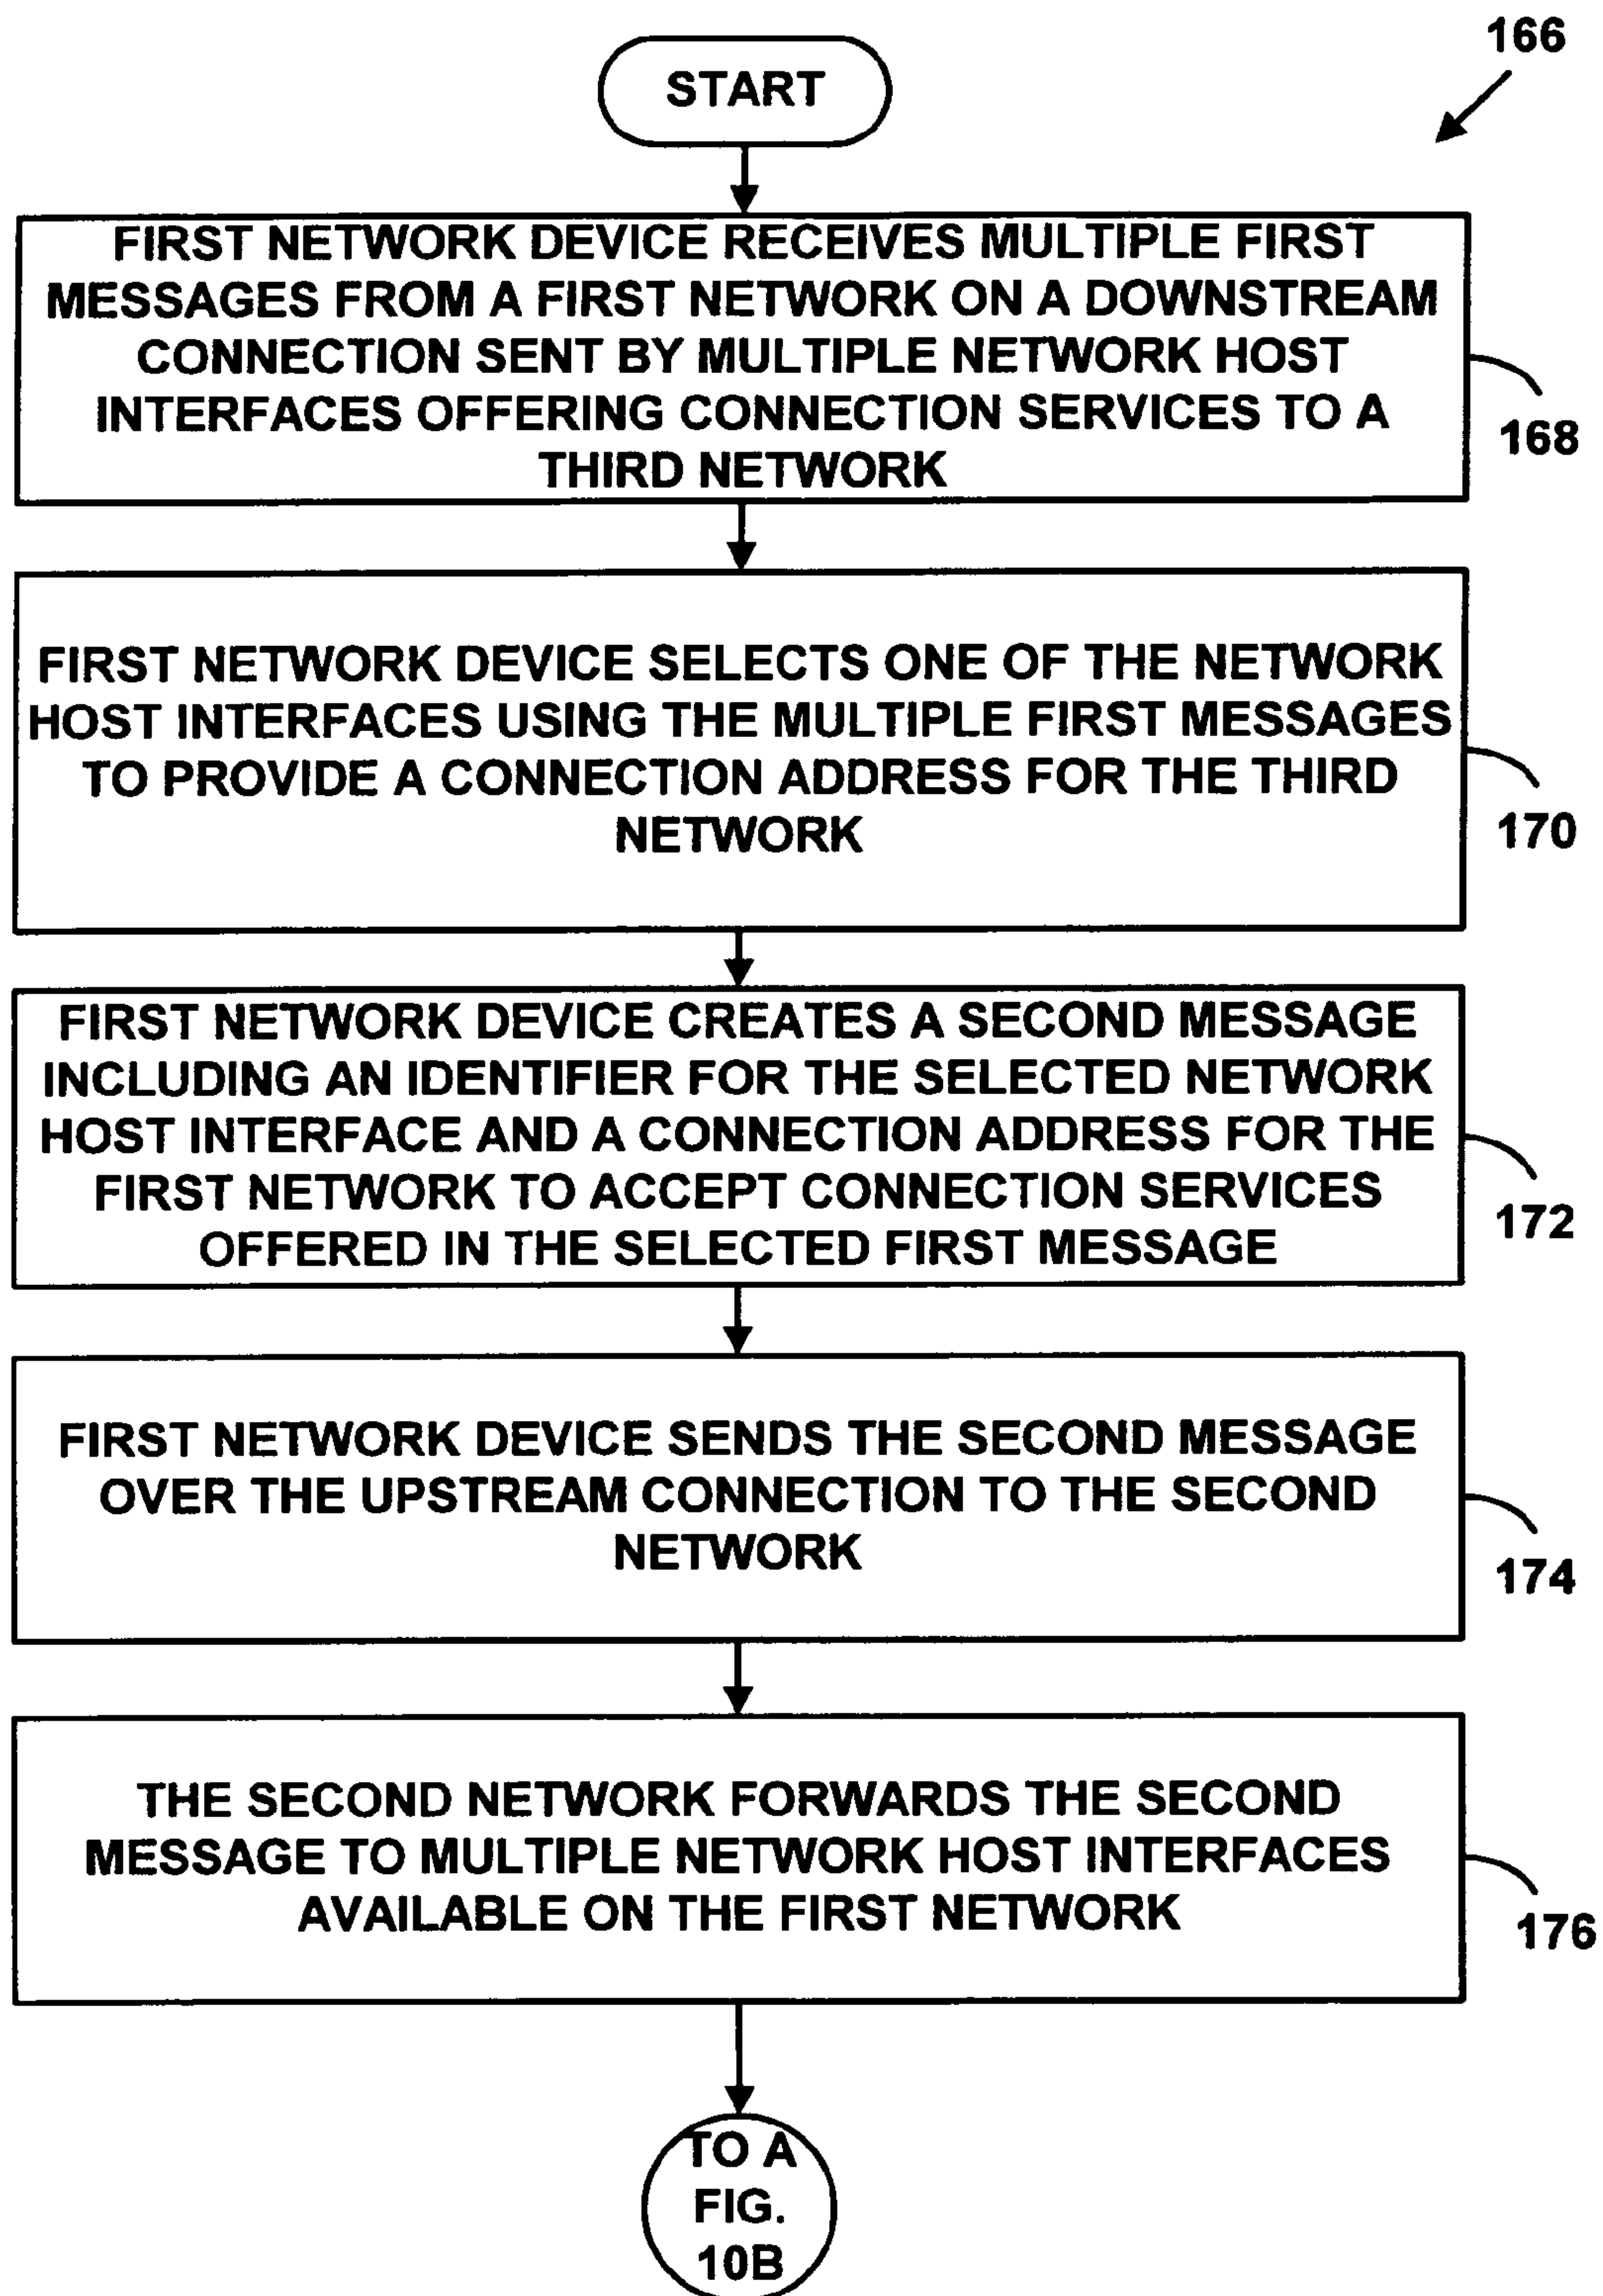 166
START
FIRST NETWORK DEVICE RECEIVES MULTIPLE FIRST
MESSAGES FROM A FIRST NETWORK ON A DOWNSTREAM
CONNECTION SENT BY MULTIPLE NETWORK HOST
INTERFACES OFFERING CONNECTION SERVICES TO A
THIRD NETWORK
168
FIRST NETWORK DEVICE SELECTS ONE OF THE NETWORK
HOST INTERFACES USING THE MULTIPLE FIRST MESSAGES
TO PROVIDE A CONNECTION ADDRESS FOR THE THIRD
NETWORK
170
FIRST NETWORK DEVICE CREATES A SECOND MESSAGE
INCLUDING AN IDENTIFIER FOR THE SELECTED NETWORK
HOST INTERFACE AND A CONNECTION ADDRESS FOR THE
FIRST NETWORK TO ACCEPT CONNECTION SERVICES
OFFERED IN THE SELECTED FIRST MESSAGE
172
FIRST NETWORK DEVICE SENDS THE SECOND MESSAGE
OVER THE UPSTREAM CONNECTION TO THE SECOND
NETWORK
174
THE SECOND NETWORK FORWARDS THE SECOND
MESSAGE TO MULTIPLE NETWORK HOST INTERFACES
AVAILABLE ON THE FIRST NETWORK
176
TO A
FIG.
10B